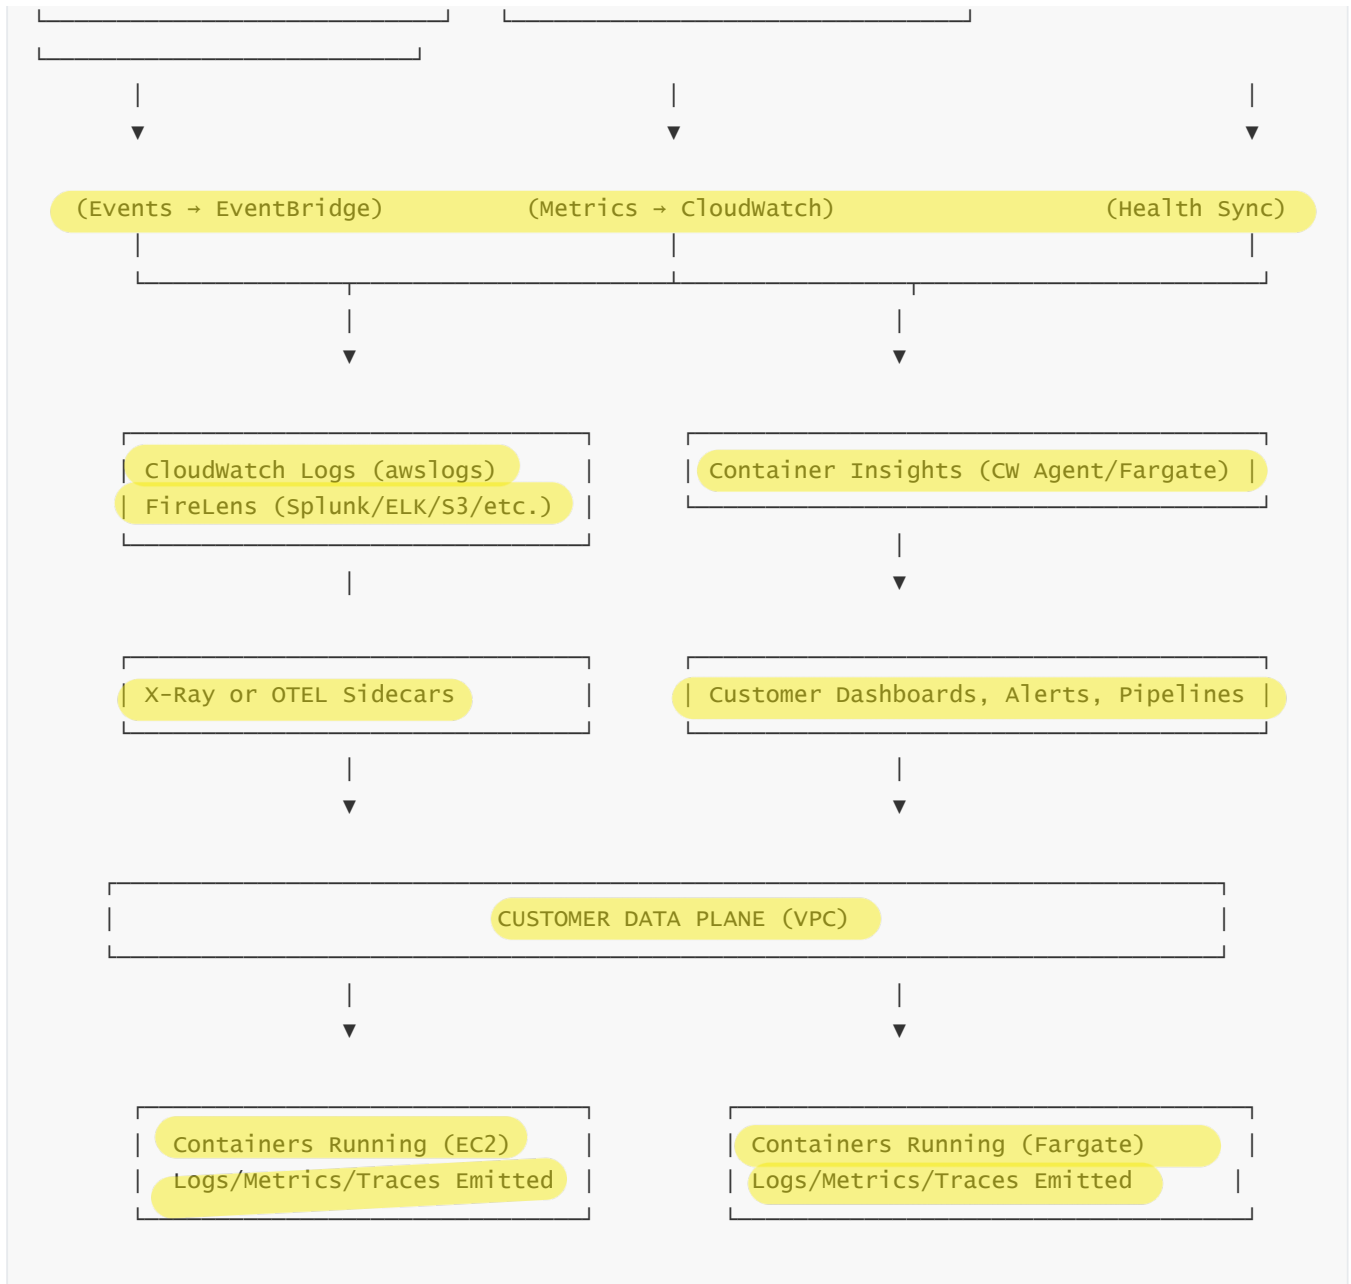 (Events → EventBridge) (Metrics → CloudWatch) (Health Sync)
CloudWatch Logs (awslogs) Container Insights (CW Agent/Fargate)
FireLens (Splunk/ELK/S3/etc.)
X-Ray or OTEL Sidecars Customer Dashboards, Alerts, Pipelines
CUSTOMER DATA PLANE (VPC)
Containers Running (EC2) Containers Running (Fargate)
Logs/Metrics/Traces Emitted Logs/Metrics/Traces Emitted